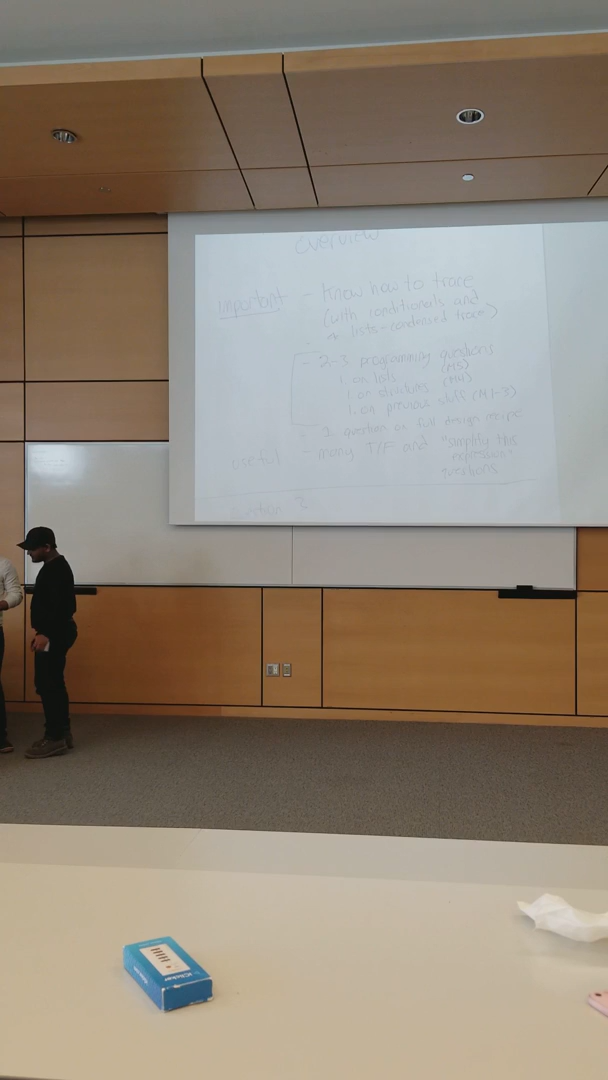 overview
important - Know how to trace
(with conditionals and
lists-condensed trace)
- 2-3 programming questions
1. on lists (M5)
1. on structures (M4)
1. on previous stuff (M1-3)
question on full design recipe
useful - many T/F and "simplify this
expression"
questions
question 2
iClicker